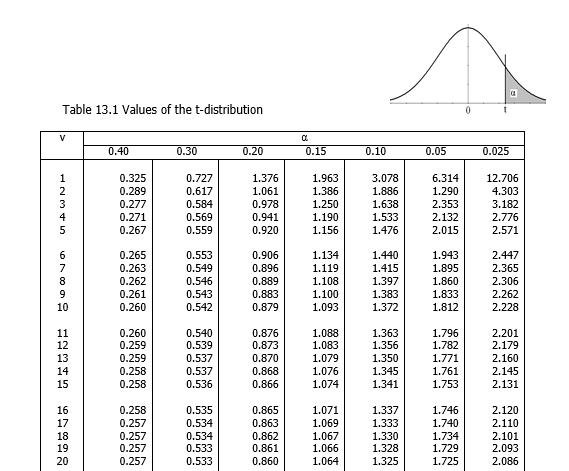 α
0 t
Table 13.1 Values of the t-distribution
v α
0.40 0.30 0.20 0.15 0.10 0.05 0.025
1 0.325 0.727 1.376 1.963 3.078 6.314 12.706
2 0.289 0.617 1.061 1.386 1.886 1.290 4.303
3 0.277 0.584 0.978 1.250 1.638 2.353 3.182
4 0.271 0.569 0.941 1.190 1.533 2.132 2.776
5 0.267 0.559 0.920 1.156 1.476 2.015 2.571
6 0.265 0.553 0.906 1.134 1.440 1.943 2.447
7 0.263 0.549 0.896 1.119 1.415 1.895 2.365
8 0.262 0.546 0.889 1.108 1.397 1.860 2.306
9 0.261 0.543 0.883 1.100 1.383 1.833 2.262
10 0.260 0.542 0.879 1.093 1.372 1.812 2.228
11 0.260 0.540 0.876 1.088 1.363 1.796 2.201
12 0.259 0.539 0.873 1.083 1.356 1.782 2.179
13 0.259 0.537 0.870 1.079 1.350 1.771 2.160
14 0.258 0.537 0.868 1.076 1.345 1.761 2.145
15 0.258 0.536 0.866 1.074 1.341 1.753 2.131
16 0.258 0.535 0.865 1.071 1.337 1.746 2.120
17 0.257 0.534 0.863 1.069 1.333 1.740 2.110
18 0.257 0.534 0.862 1.067 1.330 1.734 2.101
19 0.257 0.533 0.861 1.066 1.328 1.729 2.093
20 0.257 0.533 0.860 1.064 1.325 1.725 2.086